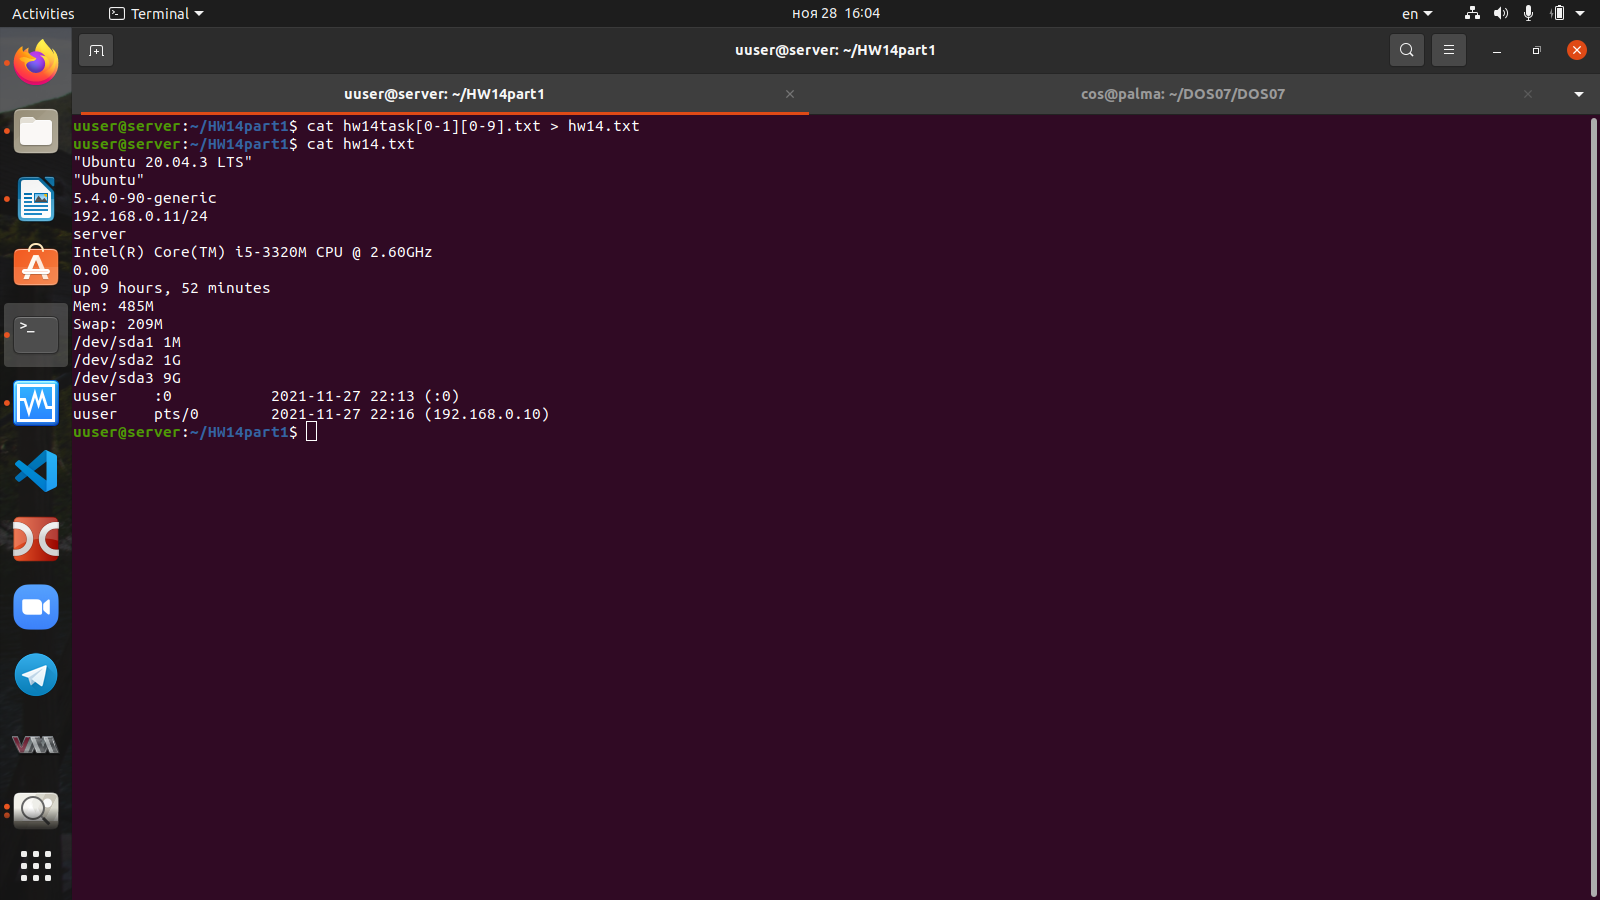 Activities
Terminal
ноя 28 16:04
en
uuser@server: ~/HW14part1
uuser@server: ~/HW14part1
cos@palma: ~/DOS07/DOS07
uuser@server:~/HW14part1$ cat hw14task[0-1][0-9].txt > hw14.txt
uuser@server:~/HW14part1$ cat hw14.txt
"Ubuntu 20.04.3 LTS"
"Ubuntu"
5.4.0-90-generic
192.168.0.11/24
server
Intel(R) Core(TM) i5-3320M CPU @ 2.60GHz
0.00
up 9 hours, 52 minutes
Mem: 485M
Swap: 209M
/dev/sda1 1M
/dev/sda2 1G
/dev/sda3 9G
uuser    :0           2021-11-27 22:13 (:0)
uuser    pts/0        2021-11-27 22:16 (192.168.0.10)
uuser@server:~/HW14part1$